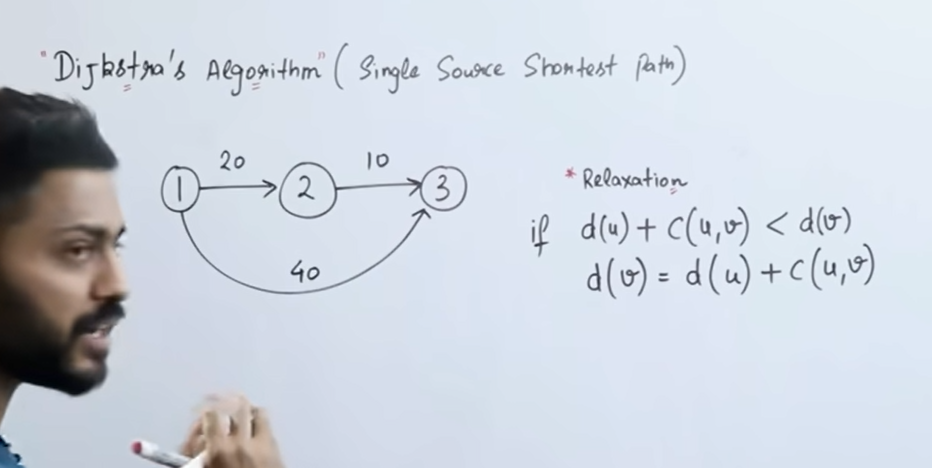 "Dijkstra's Algorithm" ( Single Source Shortest Path)
20 10
1 2 3
40
* Relaxation
if d(u) + C(u,v) < d(v)
d(v) = d(u) + C(u,v)